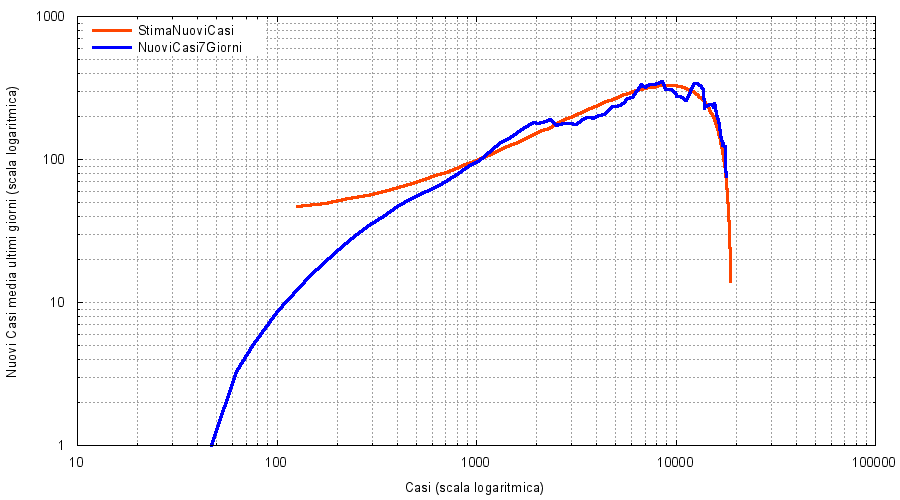 1000
StimaNuoviCasi
NuoviCasi7Giorni
100
10
1
Nuovi Casi media ultimi giorni (scala logaritmica)
10
100
1000
10000
100000
Casi (scala logaritmica)